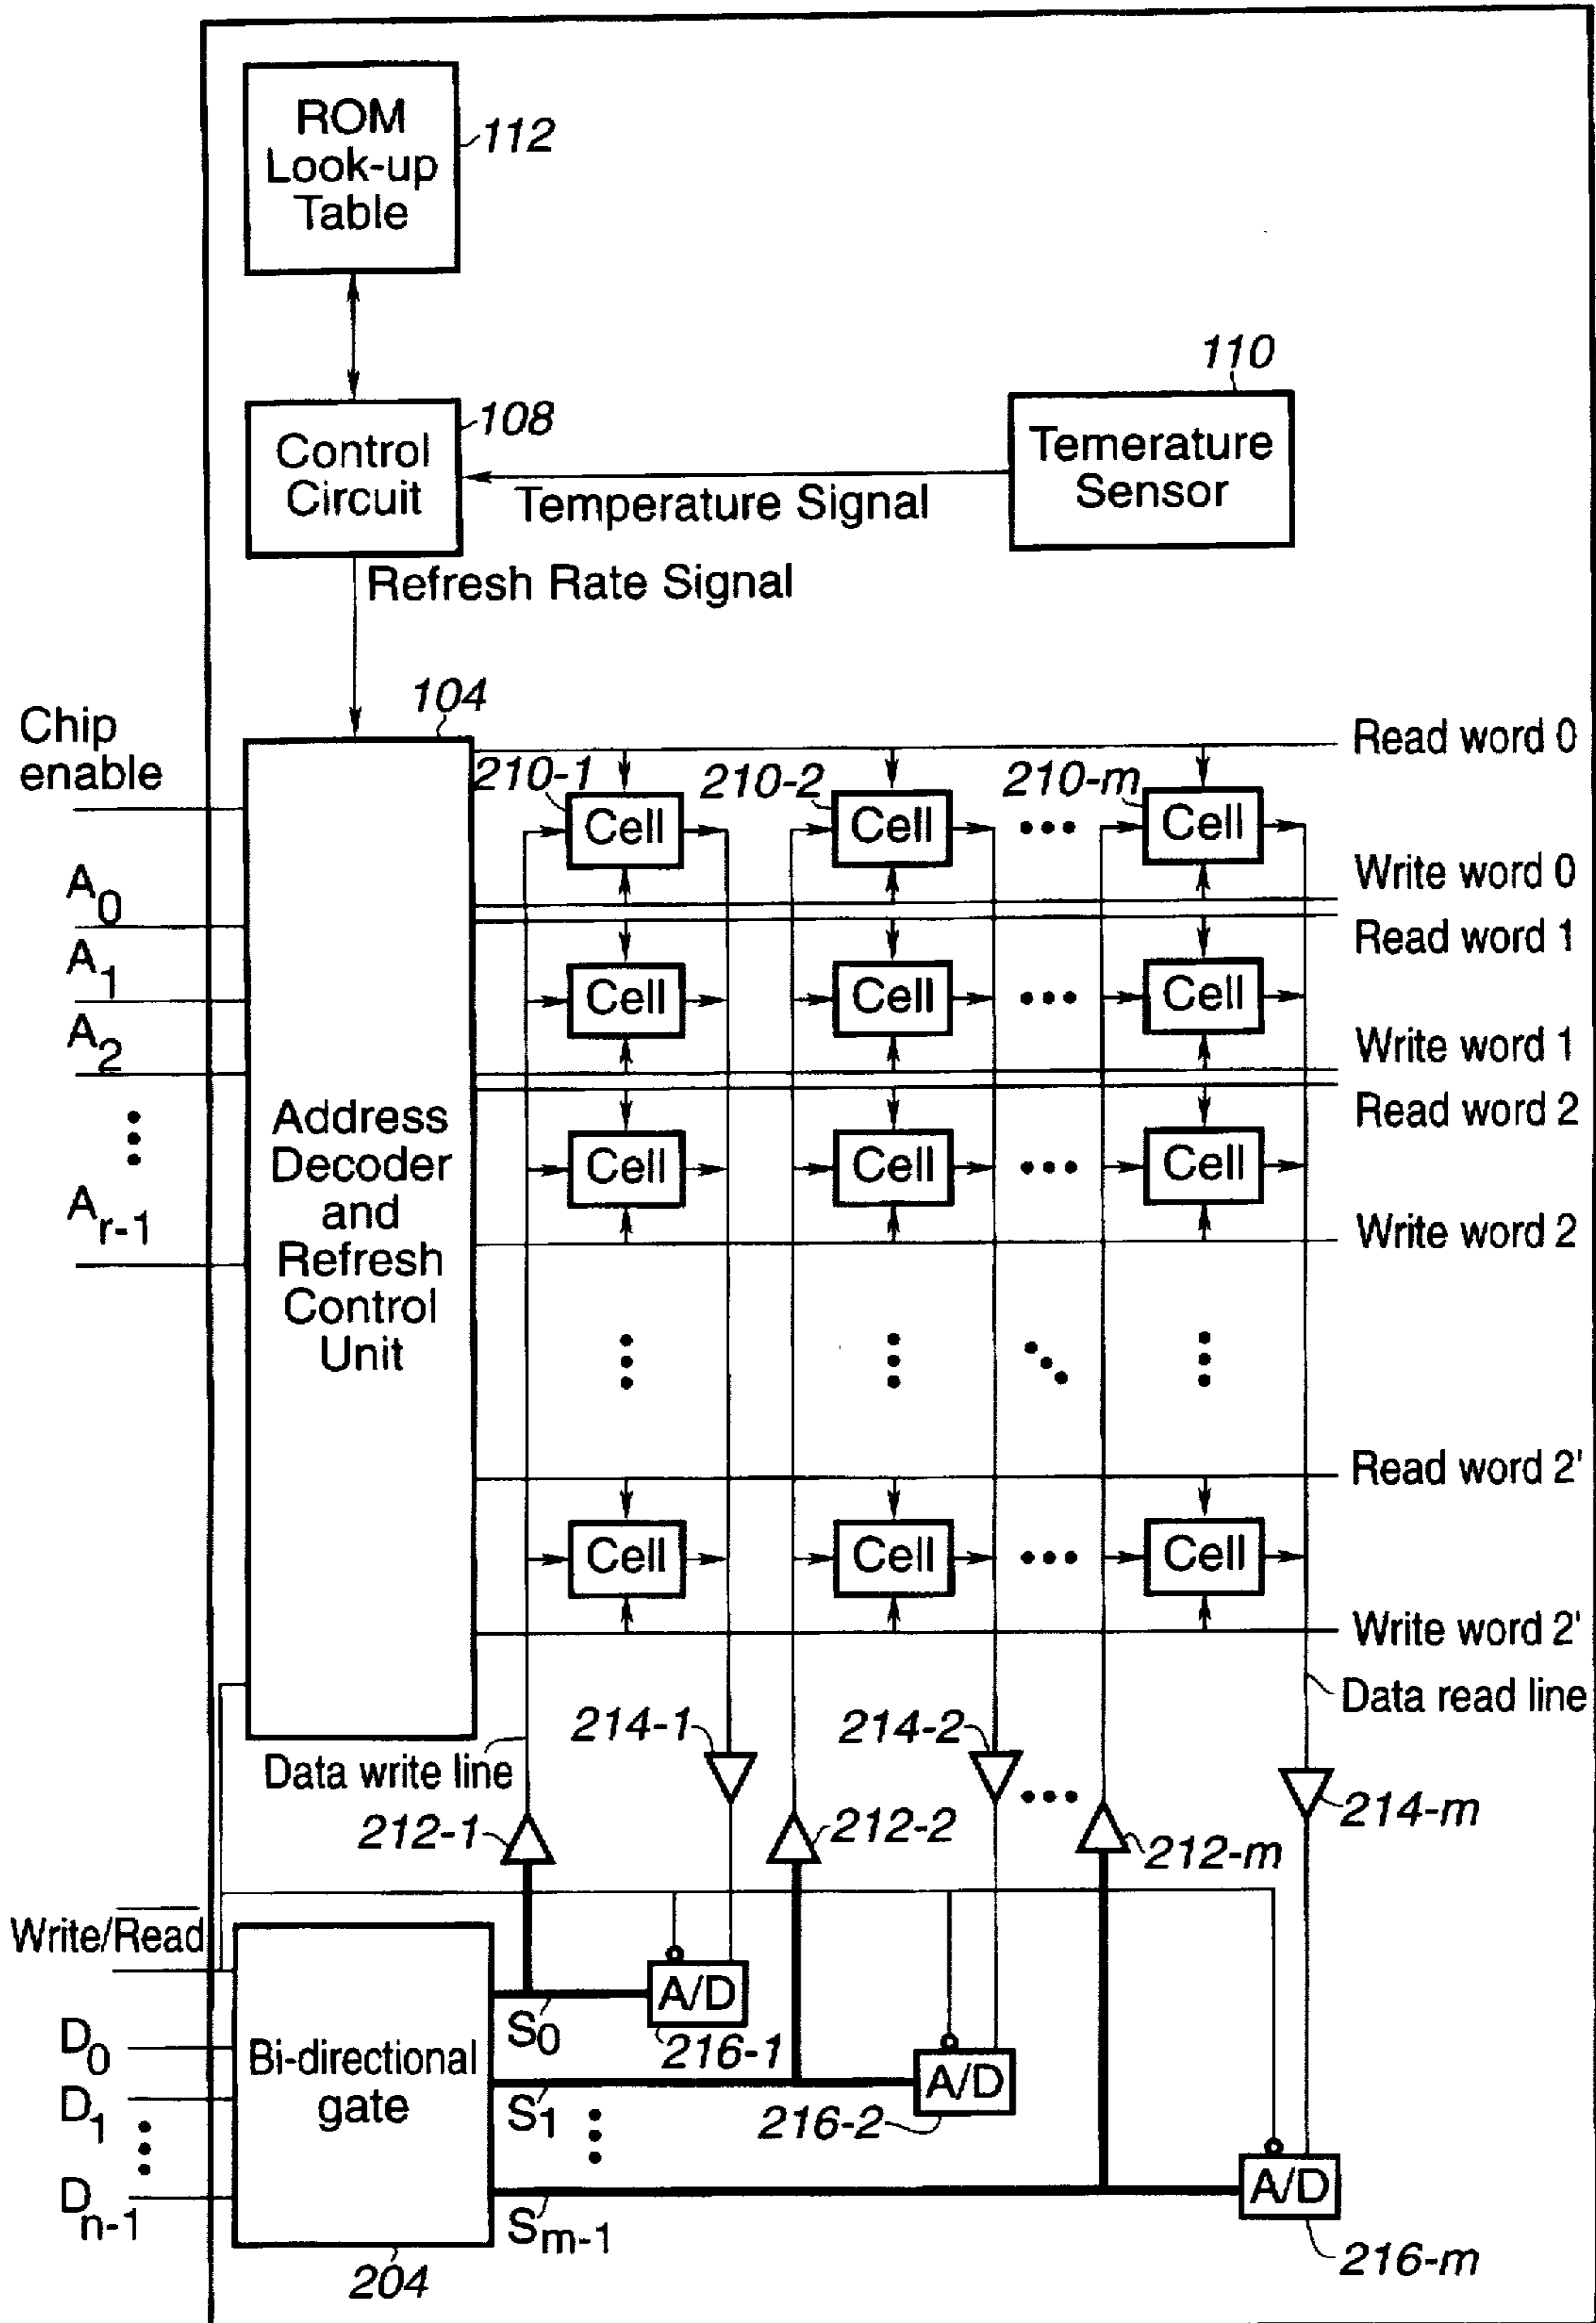 ROM
Look-up
Table
112
110
Control
Circuit
108
Temerature
Sensor
Temperature Signal
Refresh Rate Signal
Chip
enable
104
Read word 0
210-1
210-2
210-m
Cell
Cell
•••
Cell
A0
Write word 0
Read word 1
A1
Cell
Cell
•••
Cell
A2
Write word 1
Read word 2
Address
Decoder
and
Refresh
Control
Unit
Cell
Cell
•••
Cell
Ar-1
Write word 2
Read word 2'
Cell
Cell
•••
Cell
Write word 2'
Data read line
214-1
214-2
Data write line
•••
214-m
212-1
212-2
212-m
Write/Read
A/D
S0
216-1
D0
Bi-directional
gate
A/D
D1
S1
216-2
A/D
Dn-1
Sm-1
216-m
204